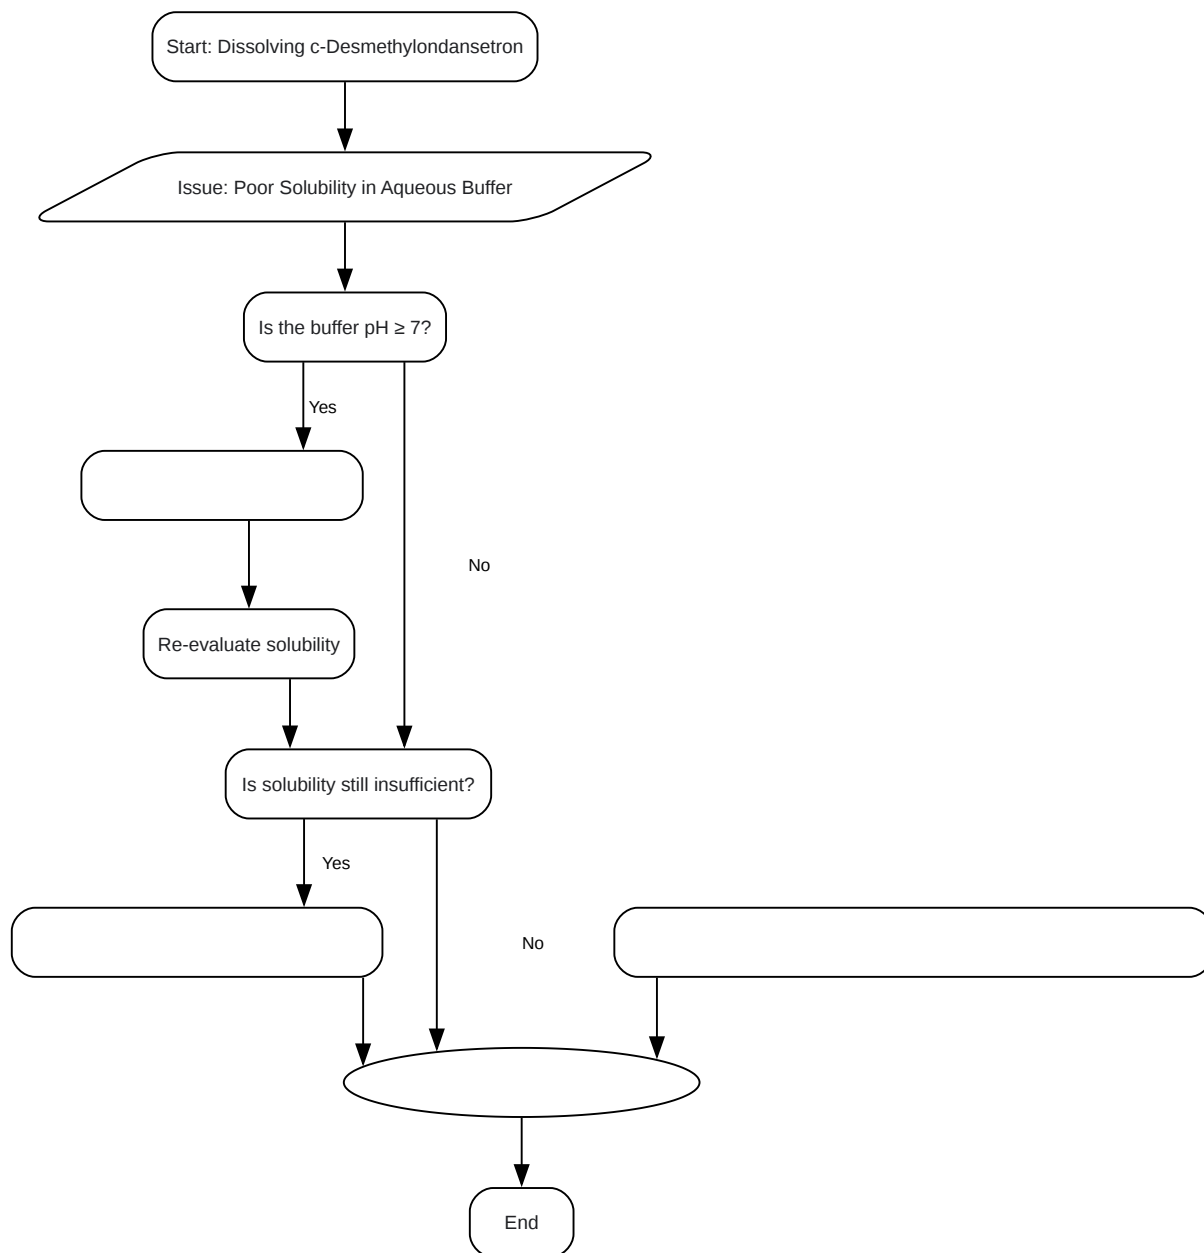 Start: Dissolving c-Desmethylondansetron
Issue: Poor Solubility in Aqueous Buffer
Is the buffer pH ≥ 7?
Yes
No
Re-evaluate solubility
Is solubility still insufficient?
Yes
No
End